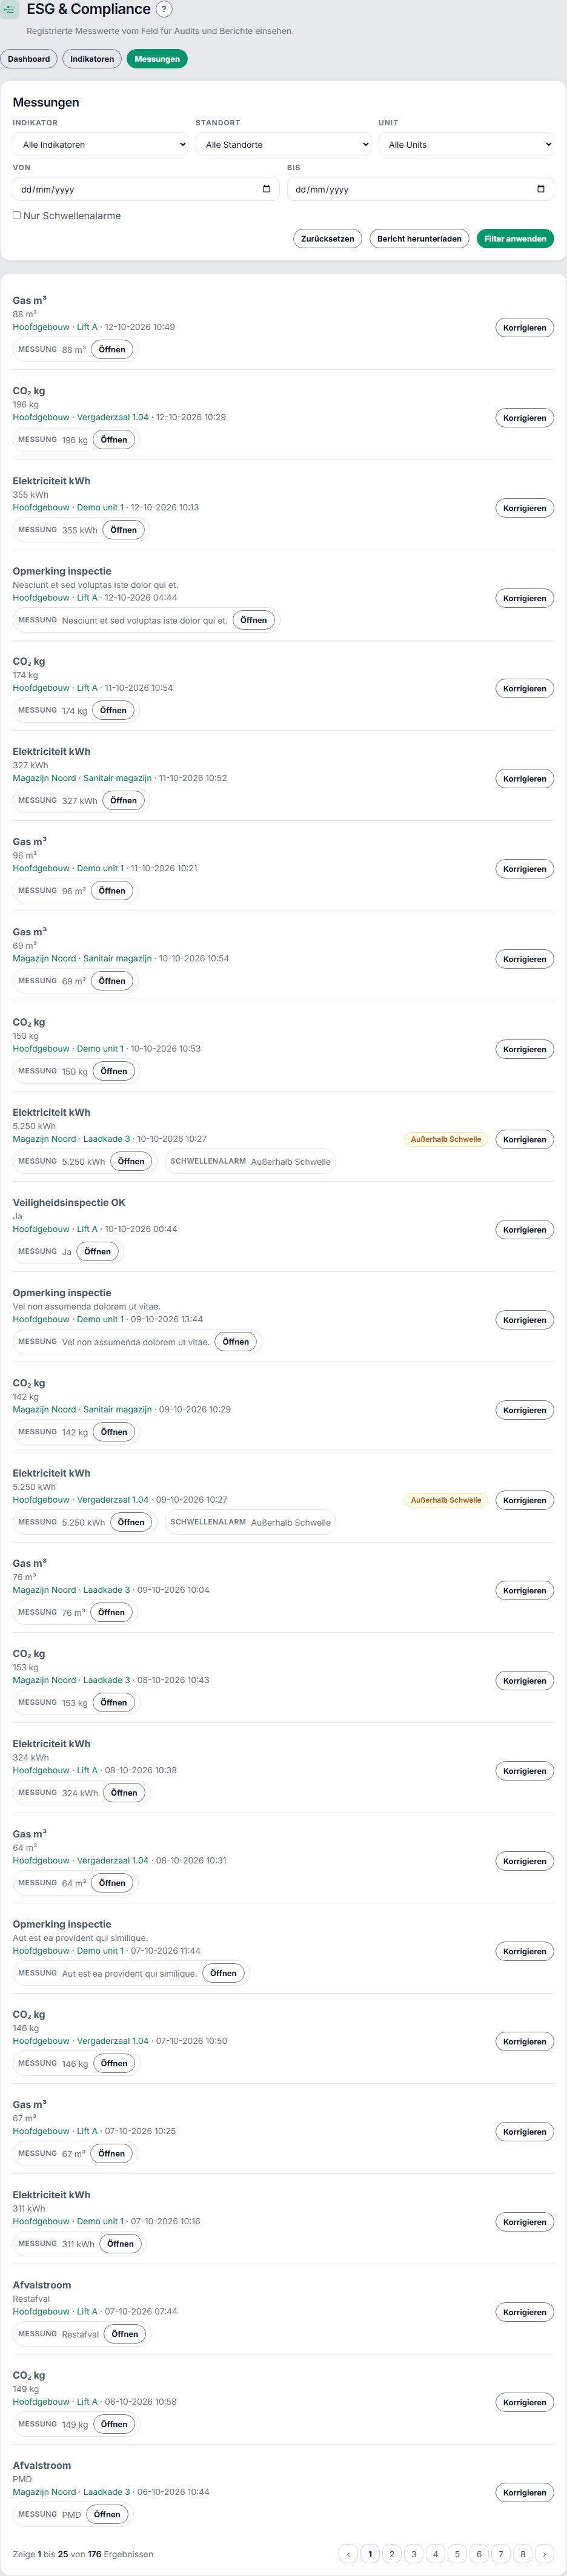 ESG & Compliance ?
Registrierte Messwerte vom Feld für Audits und Berichte einsehen.
Dashboard Indikatoren Messungen
Messungen
INDIKATOR STANDORT UNIT
Alle Indikatoren Alle Standorte Alle Units
VON BIS
dd/mm/yyyy dd/mm/yyyy
Nur Schwellenalarme
Zurücksetzen Bericht herunterladen Filter anwenden
Gas m³
88 m³
Hoofdgebouw · Lift A · 12-10-2026 10:49
Korrigieren
MESSUNG 88 m³ Öffnen
CO₂ kg
196 kg
Hoofdgebouw · Vergaderzaal 1.04 · 12-10-2026 10:29
Korrigieren
MESSUNG 196 kg Öffnen
Elektriciteit kWh
355 kWh
Hoofdgebouw · Demo unit 1 · 12-10-2026 10:13
Korrigieren
MESSUNG 355 kWh Öffnen
Opmerking inspectie
Nesciunt et sed voluptas iste dolor qui et.
Hoofdgebouw · Lift A · 12-10-2026 04:44
Korrigieren
MESSUNG Nesciunt et sed voluptas iste dolor qui et. Öffnen
CO₂ kg
174 kg
Hoofdgebouw · Lift A · 11-10-2026 10:54
Korrigieren
MESSUNG 174 kg Öffnen
Elektriciteit kWh
327 kWh
Magazijn Noord · Sanitair magazijn · 11-10-2026 10:52
Korrigieren
MESSUNG 327 kWh Öffnen
Gas m³
96 m³
Hoofdgebouw · Demo unit 1 · 11-10-2026 10:21
Korrigieren
MESSUNG 96 m³ Öffnen
Gas m³
69 m³
Magazijn Noord · Sanitair magazijn · 10-10-2026 10:54
Korrigieren
MESSUNG 69 m³ Öffnen
CO₂ kg
150 kg
Hoofdgebouw · Demo unit 1 · 10-10-2026 10:53
Korrigieren
MESSUNG 150 kg Öffnen
Elektriciteit kWh
5.250 kWh
Magazijn Noord · Laadkade 3 · 10-10-2026 10:27
Außerhalb Schwelle Korrigieren
MESSUNG 5.250 kWh Öffnen SCHWELLENALARM Außerhalb Schwelle
Veiligheidsinspectie OK
Ja
Hoofdgebouw · Lift A · 10-10-2026 00:44
Korrigieren
MESSUNG Ja Öffnen
Opmerking inspectie
Vel non assumenda dolorem ut vitae.
Hoofdgebouw · Demo unit 1 · 09-10-2026 13:44
Korrigieren
MESSUNG Vel non assumenda dolorem ut vitae. Öffnen
CO₂ kg
142 kg
Magazijn Noord · Sanitair magazijn · 09-10-2026 10:29
Korrigieren
MESSUNG 142 kg Öffnen
Elektriciteit kWh
5.250 kWh
Hoofdgebouw · Vergaderzaal 1.04 · 09-10-2026 10:27
Außerhalb Schwelle Korrigieren
MESSUNG 5.250 kWh Öffnen SCHWELLENALARM Außerhalb Schwelle
Gas m³
76 m³
Magazijn Noord · Laadkade 3 · 09-10-2026 10:04
Korrigieren
MESSUNG 76 m³ Öffnen
CO₂ kg
153 kg
Magazijn Noord · Laadkade 3 · 08-10-2026 10:43
Korrigieren
MESSUNG 153 kg Öffnen
Elektriciteit kWh
324 kWh
Hoofdgebouw · Lift A · 08-10-2026 10:38
Korrigieren
MESSUNG 324 kWh Öffnen
Gas m³
64 m³
Hoofdgebouw · Vergaderzaal 1.04 · 08-10-2026 10:31
Korrigieren
MESSUNG 64 m³ Öffnen
Opmerking inspectie
Aut est ea provident qui similique.
Hoofdgebouw · Demo unit 1 · 07-10-2026 11:44
Korrigieren
MESSUNG Aut est ea provident qui similique. Öffnen
CO₂ kg
146 kg
Hoofdgebouw · Vergaderzaal 1.04 · 07-10-2026 10:50
Korrigieren
MESSUNG 146 kg Öffnen
Gas m³
67 m³
Hoofdgebouw · Lift A · 07-10-2026 10:25
Korrigieren
MESSUNG 67 m³ Öffnen
Elektriciteit kWh
311 kWh
Hoofdgebouw · Demo unit 1 · 07-10-2026 10:16
Korrigieren
MESSUNG 311 kWh Öffnen
Afvalstroom
Restafval
Hoofdgebouw · Lift A · 07-10-2026 07:44
Korrigieren
MESSUNG Restafval Öffnen
CO₂ kg
149 kg
Hoofdgebouw · Lift A · 06-10-2026 10:58
Korrigieren
MESSUNG 149 kg Öffnen
Afvalstroom
PMD
Magazijn Noord · Laadkade 3 · 06-10-2026 10:44
Korrigieren
MESSUNG PMD Öffnen
Zeige 1 bis 25 von 176 Ergebnissen ‹ 1 2 3 4 5 6 7 8 ›